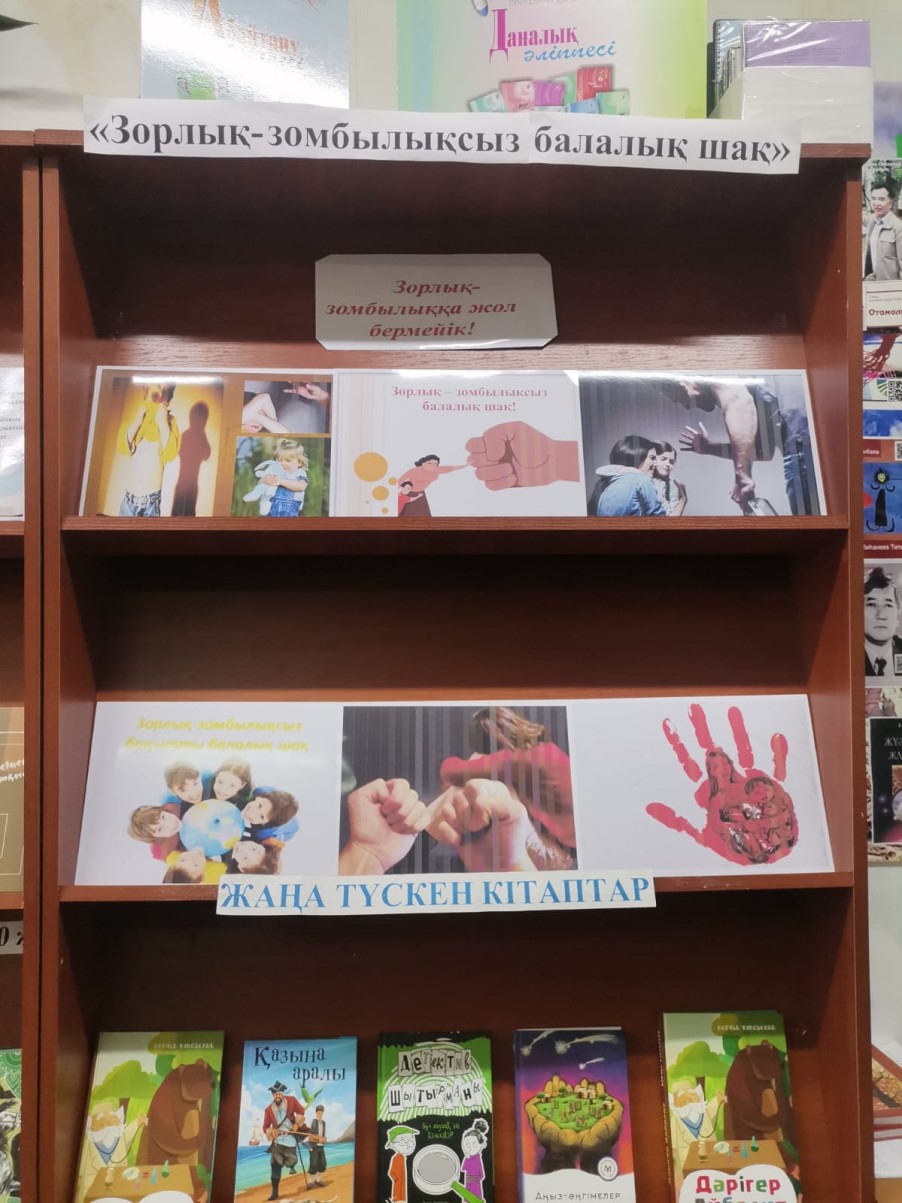 Даналық
әліппесі
«Зорлық-зомбылықсыз балалық шақ»
Зорлық-
зомбылыққа жол
бермейік!
Зорлық – зомбылықсыз
балалық шақ!
Зорлық-зомбылықсыз
бақытты балалық шақ
ЖАҢА ТҮСКЕН КІТАПТАР
Қазына
аралы
Детектив
шытырманы
Аңыз-әңгімелер
Дәрігер